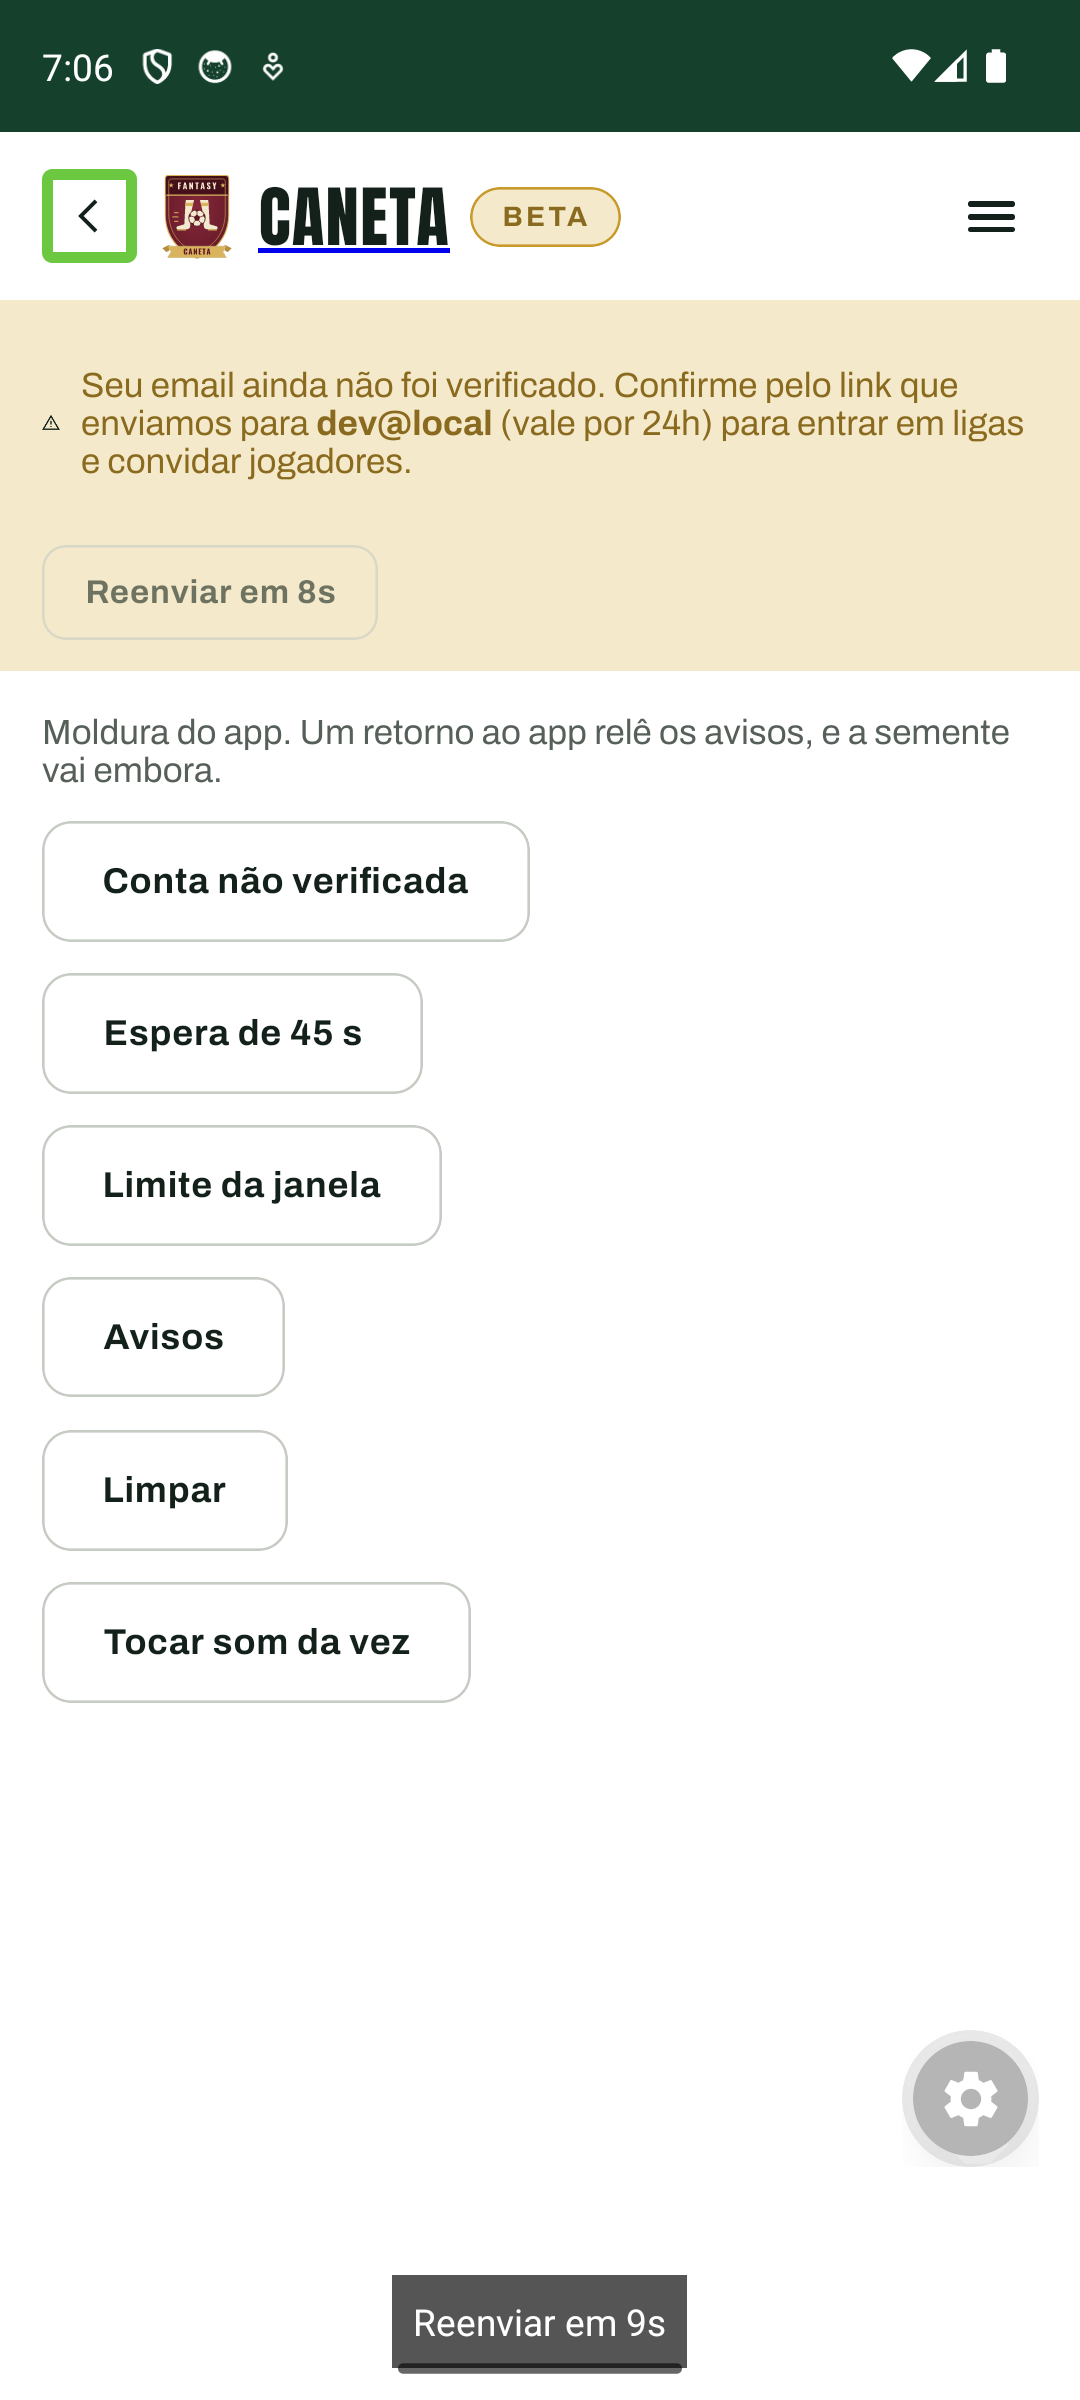 7:06
FANTASY
CANETA
CANETA
BETA
Seu email ainda não foi verificado. Confirme pelo link que
enviamos para dev@local (vale por 24h) para entrar em ligas
e convidar jogadores.
Reenviar em 8s
Moldura do app. Um retorno ao app relê os avisos, e a semente
vai embora.
Conta não verificada
Espera de 45 s
Limite da janela
Avisos
Limpar
Tocar som da vez
Reenviar em 9s